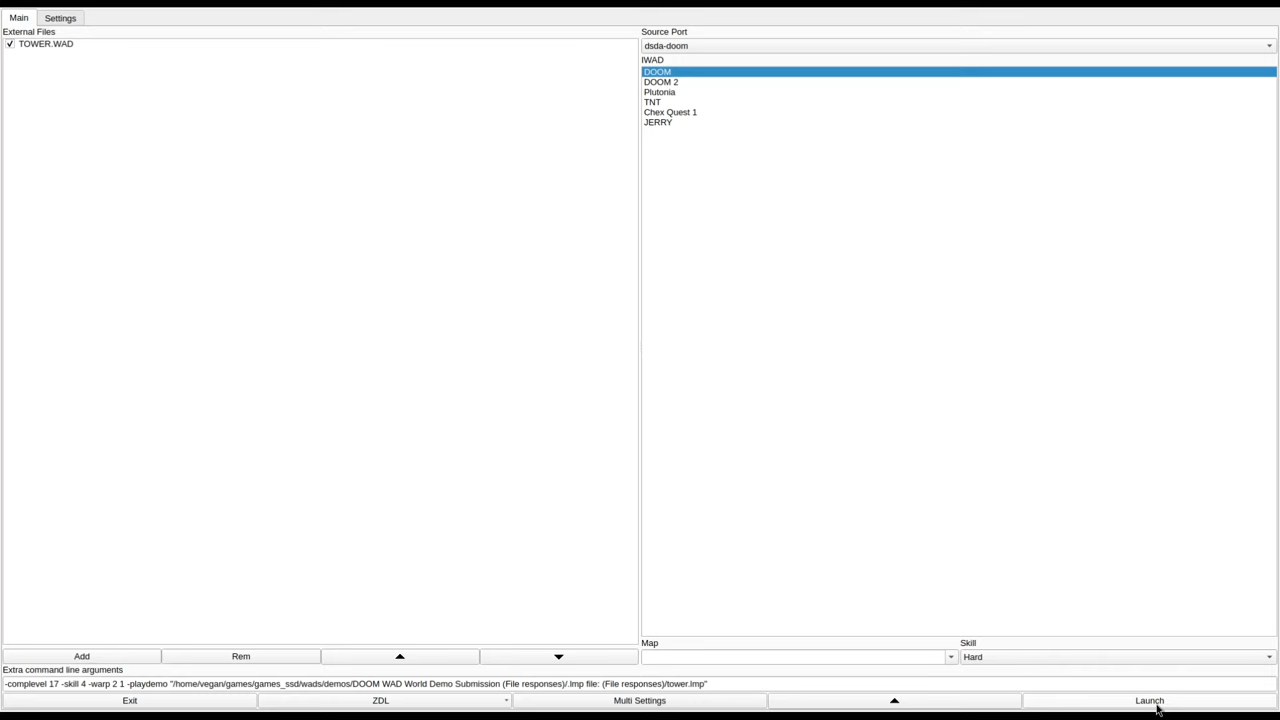 Main Settings
External Files
TOWER.WAD
Source Port
dsda-doom
IWAD
DOOM
DOOM 2
Plutonia
TNT
Chex Quest 1
JERRY
Map Skill
Hard
Add Rem
Extra command line arguments
-complevel 17 -skill 4 -warp 2 1 -playdemo "/home/vegan/games/games_ssd/wads/demos/DOOM WAD World Demo Submission (File responses)/.lmp file: (File responses)/tower.lmp"
Exit ZDL Multi Settings Launch